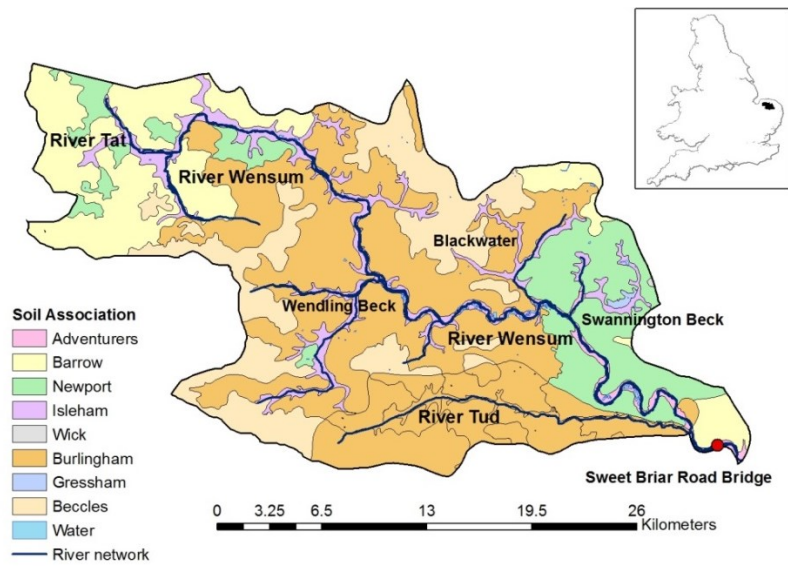 River Tat
River Wensum
Blackwater
Wendling Beck
Swannington Beck
River Wensum
River Tud
Sweet Briar Road Bridge
Soil Association
Adventurers
Barrow
Newport
Isleham
Wick
Burlingham
Gressham
Beccles
Water
River network
0 3.25 6.5 13 19.5 26
Kilometers